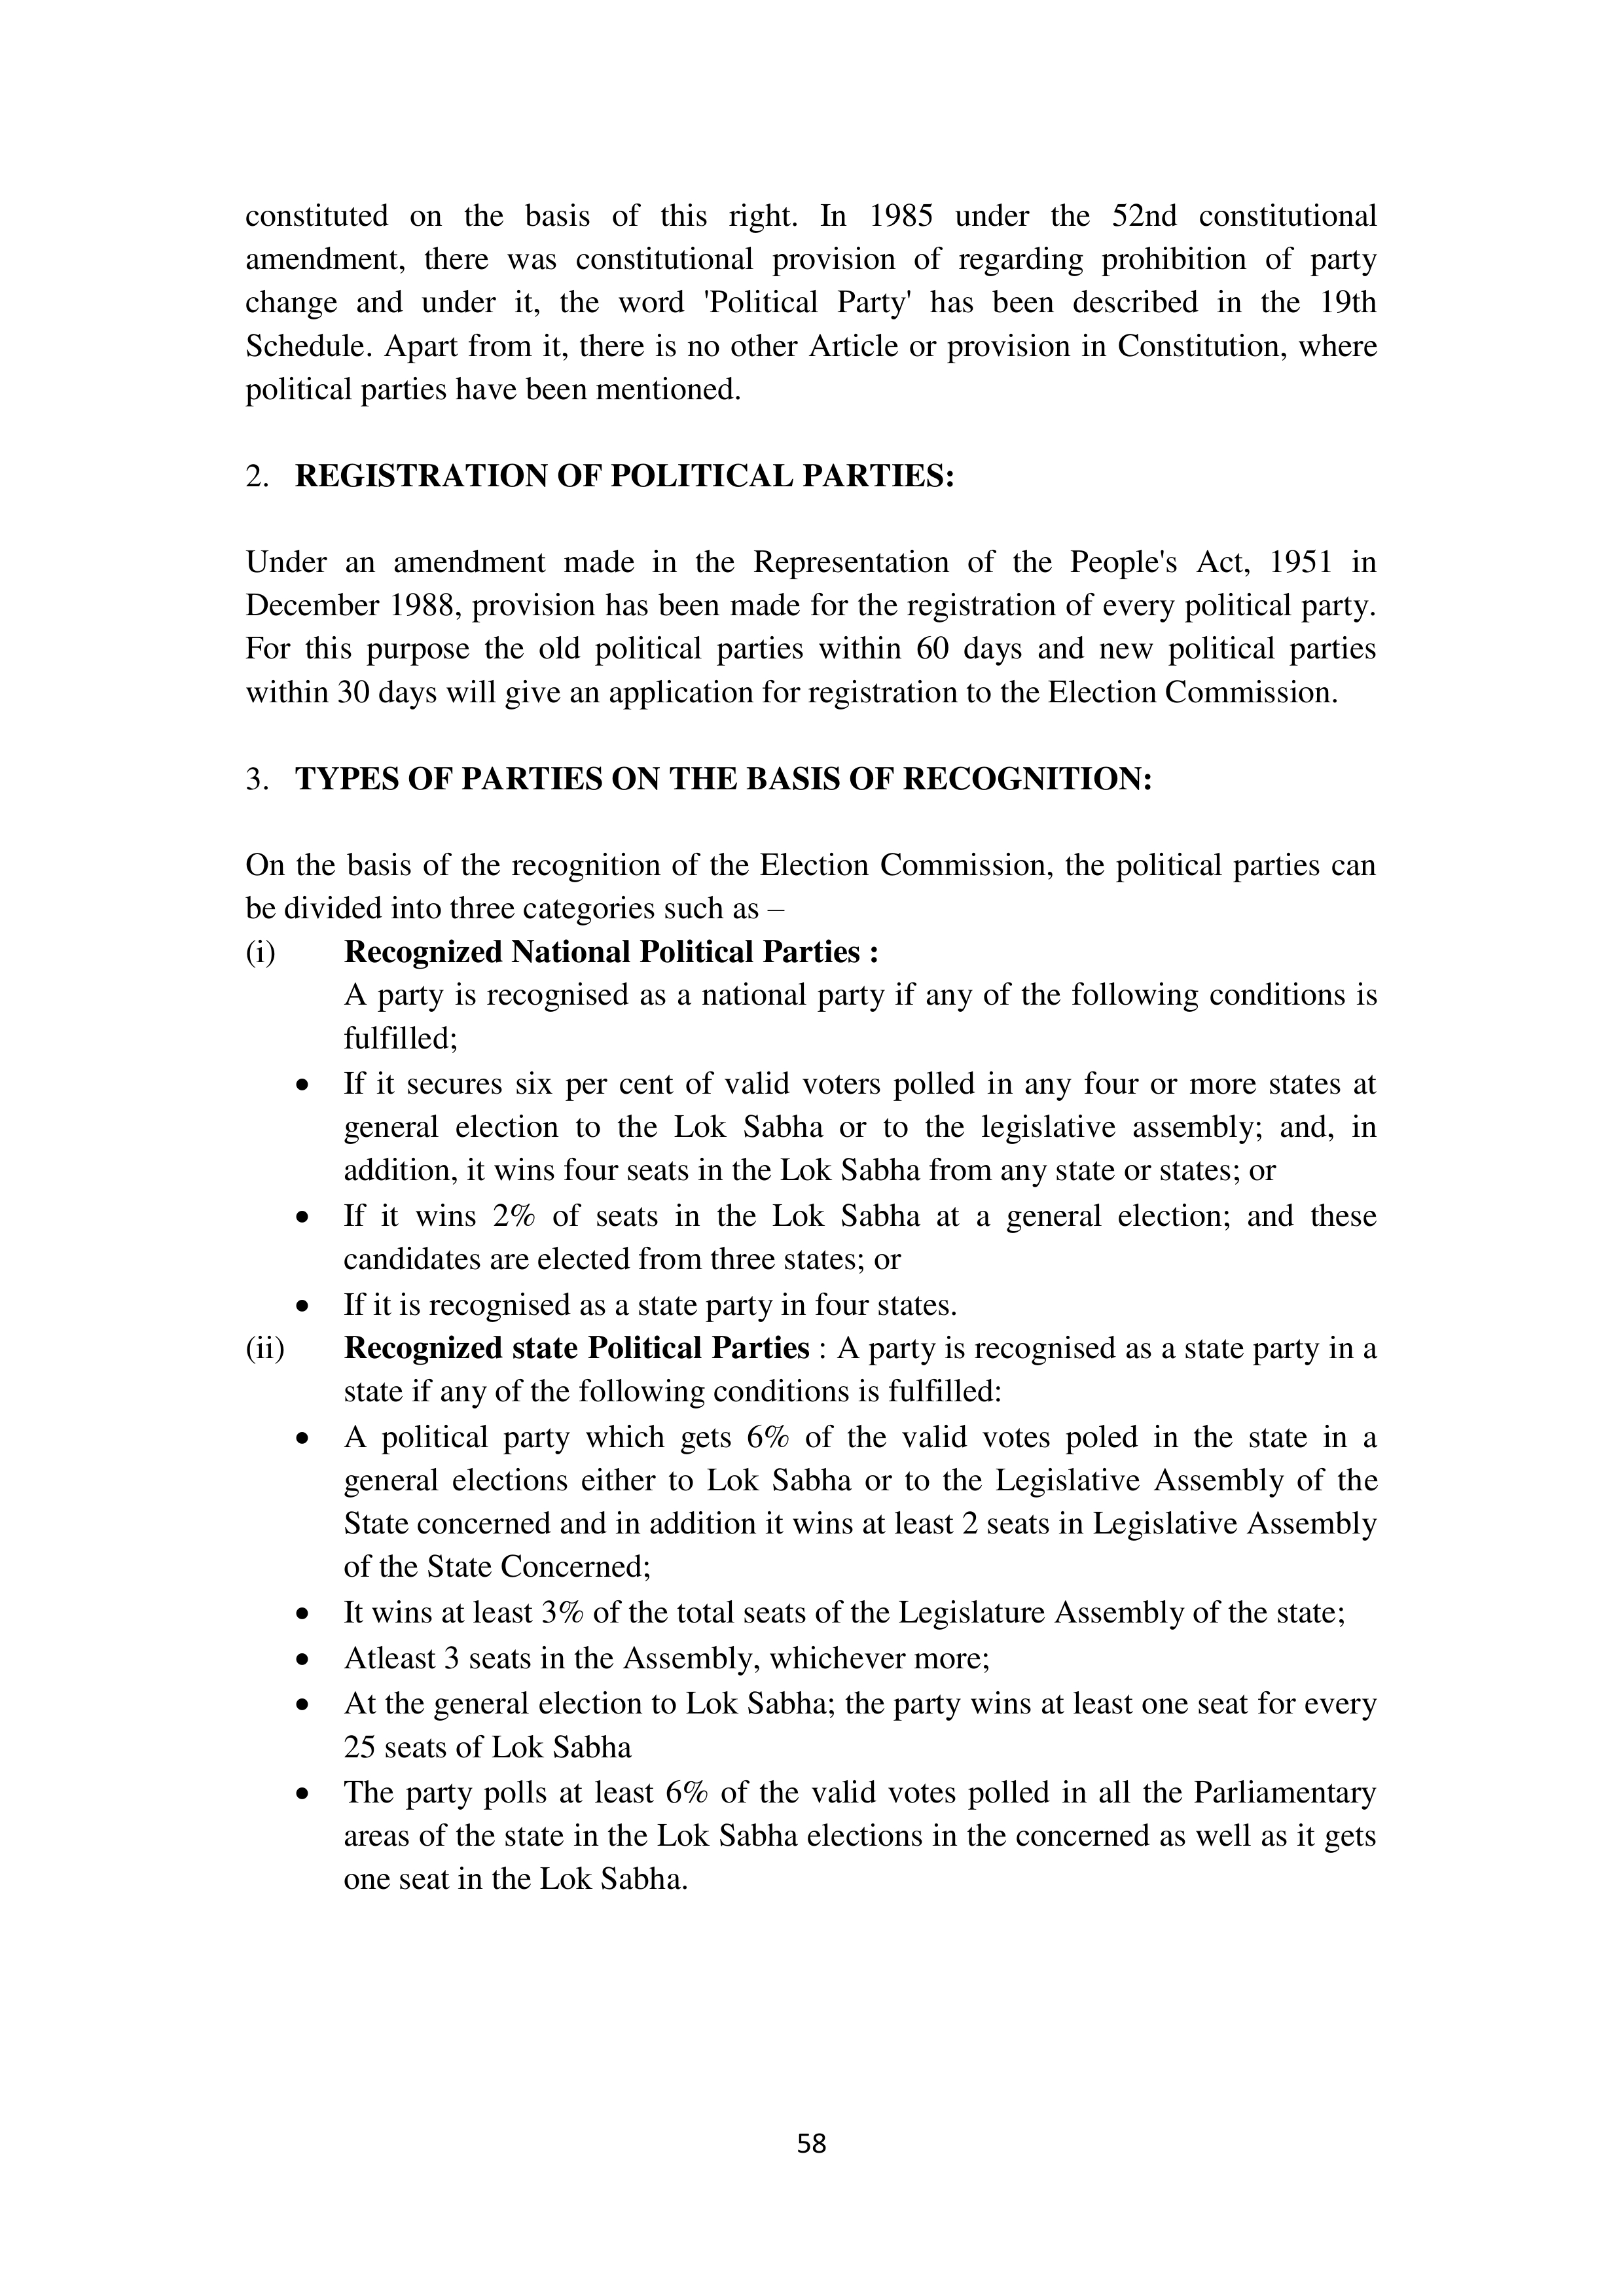 constituted on the basis of this right. In 1985 under the 52nd constitutional
amendment, there was constitutional provision of regarding prohibition of party
change and under it, the word 'Political Party' has been described in the 19th
Schedule. Apart from it, there is no other Article or provision in Constitution, where
political parties have been mentioned.
2. REGISTRATION OF POLITICAL PARTIES:
Under an amendment made in the Representation of the People's Act, 1951 in
December 1988, provision has been made for the registration of every political party.
For this purpose the old political parties within 60 days and new political parties
within 30 days will give an application for registration to the Election Commission.
3. TYPES OF PARTIES ON THE BASIS OF RECOGNITION:
On the basis of the recognition of the Election Commission, the political parties can
be divided into three categories such as –
(i) Recognized National Political Parties :
A party is recognised as a national party if any of the following conditions is
fulfilled;
• If it secures six per cent of valid voters polled in any four or more states at
general election to the Lok Sabha or to the legislative assembly; and, in
addition, it wins four seats in the Lok Sabha from any state or states; or
• If it wins 2% of seats in the Lok Sabha at a general election; and these
candidates are elected from three states; or
• If it is recognised as a state party in four states.
(ii) Recognized state Political Parties : A party is recognised as a state party in a
state if any of the following conditions is fulfilled:
• A political party which gets 6% of the valid votes poled in the state in a
general elections either to Lok Sabha or to the Legislative Assembly of the
State concerned and in addition it wins at least 2 seats in Legislative Assembly
of the State Concerned;
• It wins at least 3% of the total seats of the Legislature Assembly of the state;
• Atleast 3 seats in the Assembly, whichever more;
• At the general election to Lok Sabha; the party wins at least one seat for every
25 seats of Lok Sabha
• The party polls at least 6% of the valid votes polled in all the Parliamentary
areas of the state in the Lok Sabha elections in the concerned as well as it gets
one seat in the Lok Sabha.
58